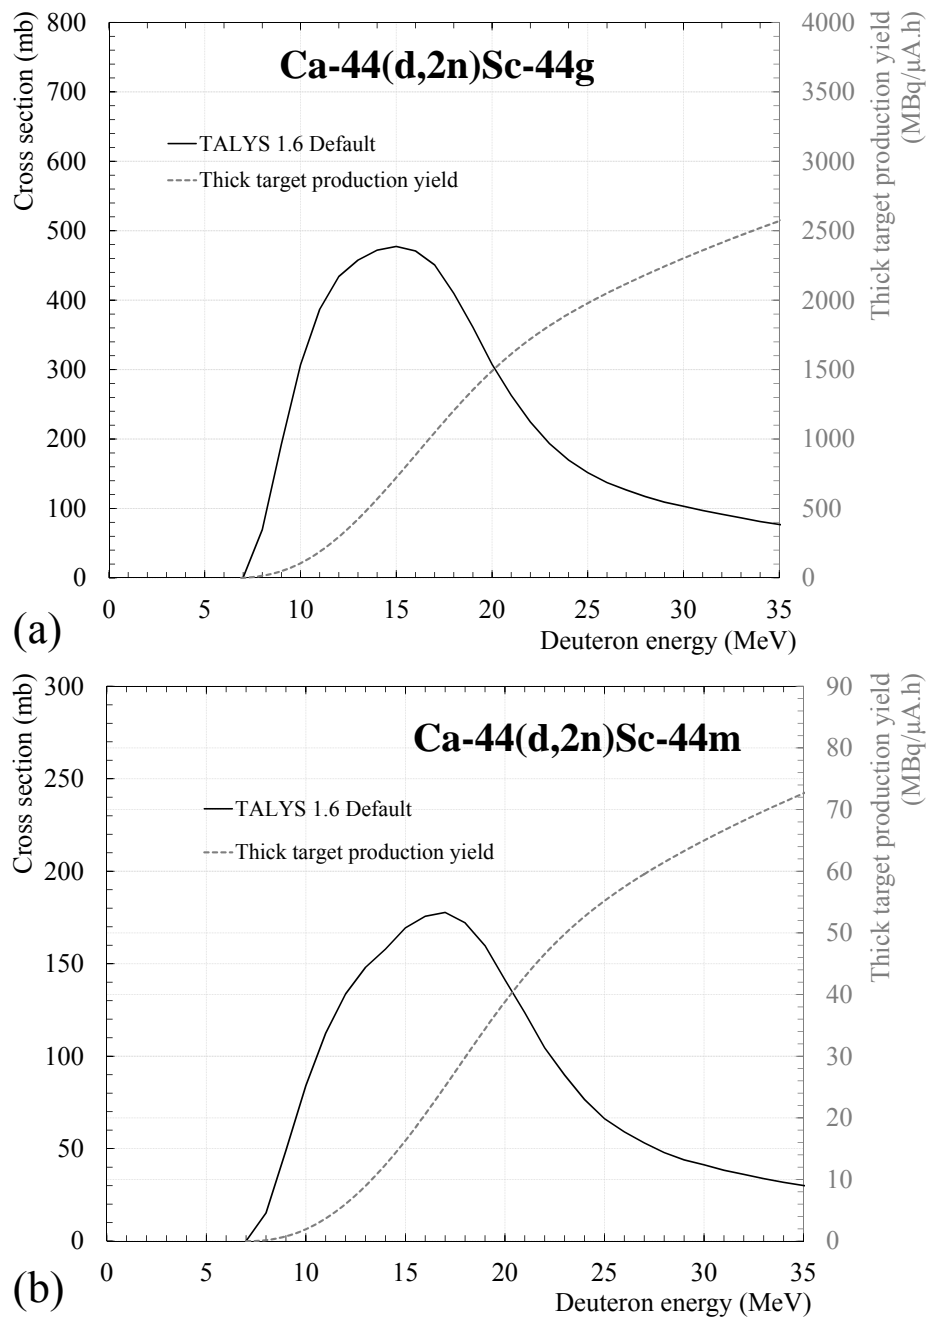 Ca-44(d,2n)Sc-44g
Cross section (mb)
Thick target production yield
(MBq/μA.h)
TALYS 1.6 Default
Thick target production yield
800
700
600
500
400
300
200
100
0
4000
3500
3000
2500
2000
1500
1000
500
0
0 5 10 15 20 25 30 35
Deuteron energy (MeV)
(a)
Ca-44(d,2n)Sc-44m
Cross section (mb)
Thick target production yield
(MBq/μA.h)
TALYS 1.6 Default
Thick target production yield
300
250
200
150
100
50
0
90
80
70
60
50
40
30
20
10
0
0 5 10 15 20 25 30 35
Deuteron energy (MeV)
(b)